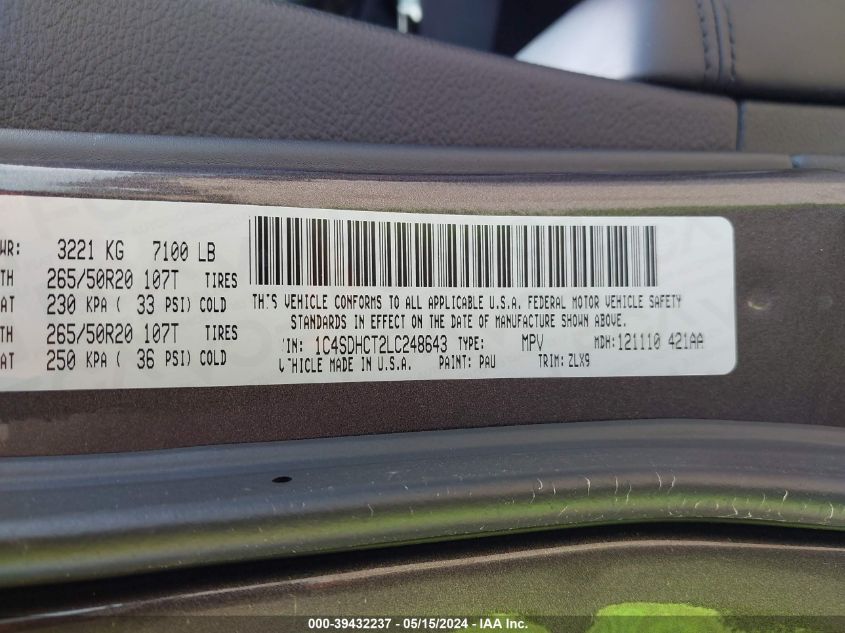 WR: 3221 KG 7100 LB
TH 265/50R20 107T TIRES
AT 230 KPA ( 33 PSI) COLD
265/50R20 107T TIRES
AT 250 KPA ( 36 PSI) COLD
TH'S VEHICLE CONFORMS TO ALL APPLICABLE U.S.A. FEDERAL MOTOR VEHICLE SAFETY
STANDARDS IN EFFECT ON THE DATE OF MANUFACTURE SHOWN ABOVE.
'IN: 1C4SDHCT2LC248643 TYPE: MPV MDH: 121110 421AA
VEHICLE MADE IN U.S.A. PAINT: PAU TRIM: ZLX9
000-39432237 - 05/15/2024 - IAA Inc.